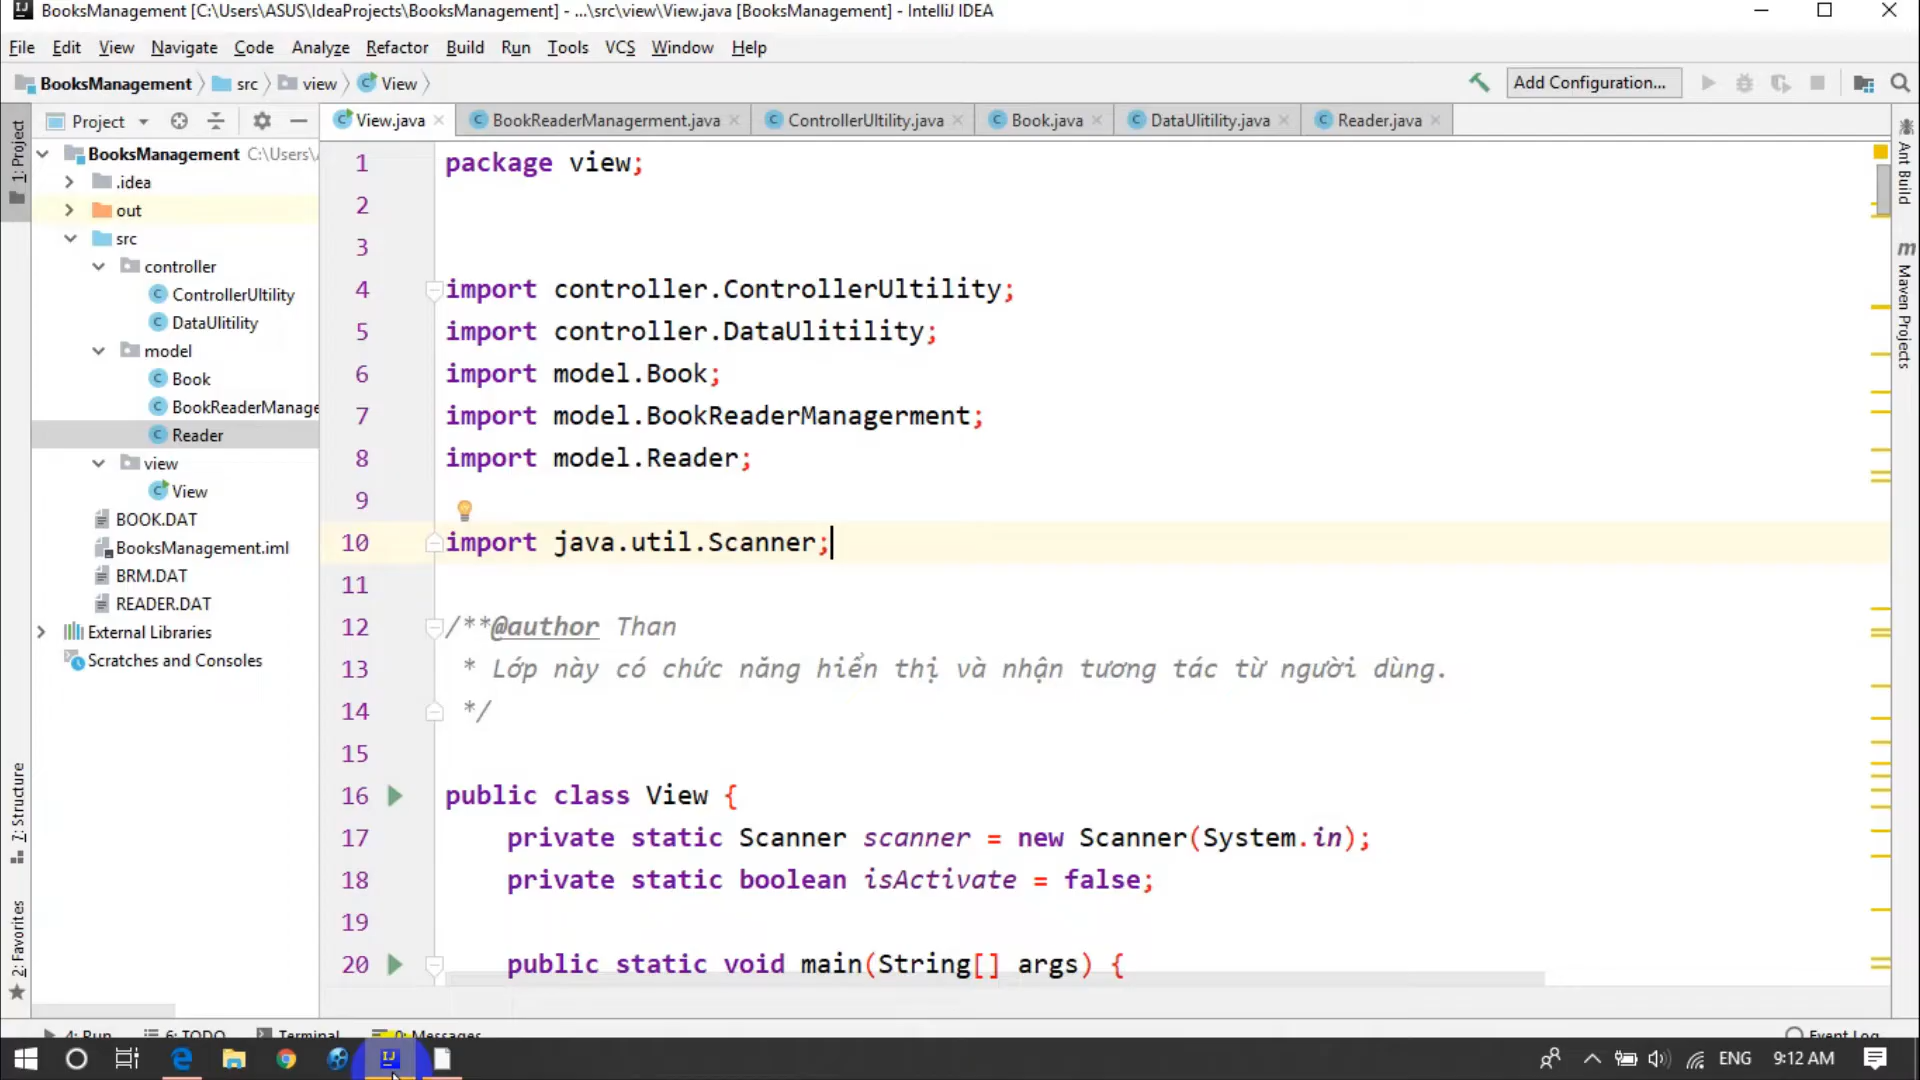 BooksManagement [C:\Users\ASUS\IdeaProjects\BooksManagement] - ...\src\view\View.java [BooksManagement] - IntelliJ IDEA
File Edit View Navigate Code Analyze Refactor Build Run Tools VCS Window Help
BooksManagement src view View Add Configuration...
Project View.java BookReaderManagerment.java ControllerUltility.java Book.java DataUlitility.java Reader.java
1: Project
7: Structure
2: Favorites
BooksManagement C:\Users\
.idea
out
src
controller
ControllerUltility
DataUlitility
model
Book
BookReaderManage
Reader
view
View
BOOK.DAT
BooksManagement.iml
BRM.DAT
READER.DAT
External Libraries
Scratches and Consoles
1 package view;
2
3
4 import controller.ControllerUltility;
5 import controller.DataUlitility;
6 import model.Book;
7 import model.BookReaderManagerment;
8 import model.Reader;
9
10 import java.util.Scanner;
11
12 /**@author Than
13 * Lớp này có chức năng hiển thị và nhận tương tác từ người dùng.
14 */
15
16 public class View {
17 private static Scanner scanner = new Scanner(System.in);
18 private static boolean isActivate = false;
19
20 public static void main(String[] args) {
Ant Build
Maven Projects
4: Run 6: TODO Terminal 0: Messages Event Log
ENG 9:12 AM